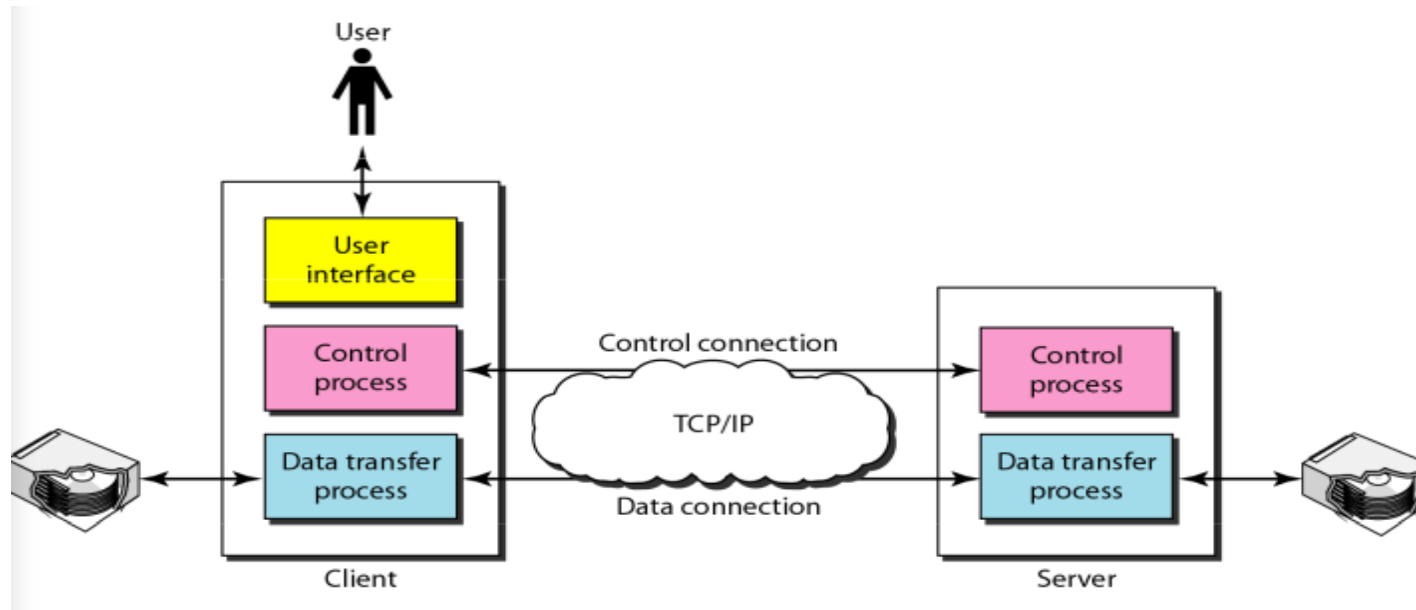 User
User
interface
Control
process
Data transfer
process
Client
Control connection
TCP/IP
Data connection
Control
process
Data transfer
process
Server